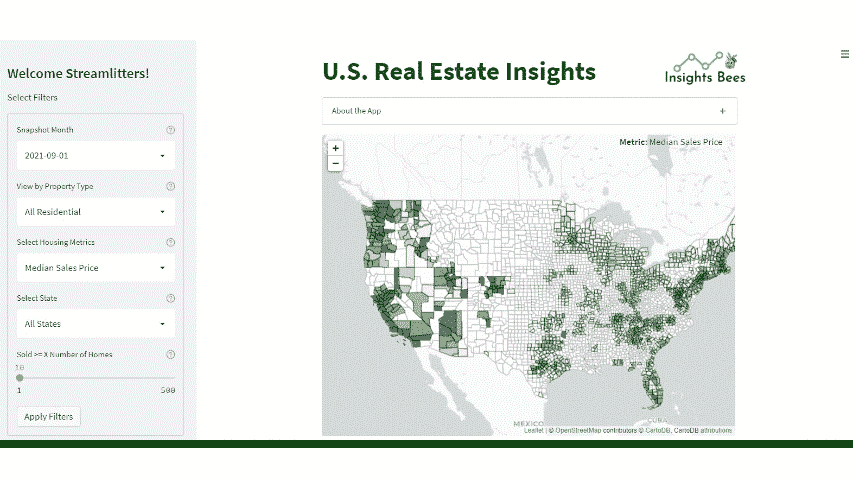 Welcome Streamlitters!
Select Filters
Snapshot Month
2021-09-01
View by Property Type
All Residential
Select Housing Metrics
Median Sales Price
Select State
All States
Sold >= X Number of Homes
10
1 500
Apply Filters
U.S. Real Estate Insights
Insights Bees
About the App
+
Metric: Median Sales Price
+
−
MEXICO
CUBA
Leaflet | © OpenStreetMap contributors © CartoDB, CartoDB attributions